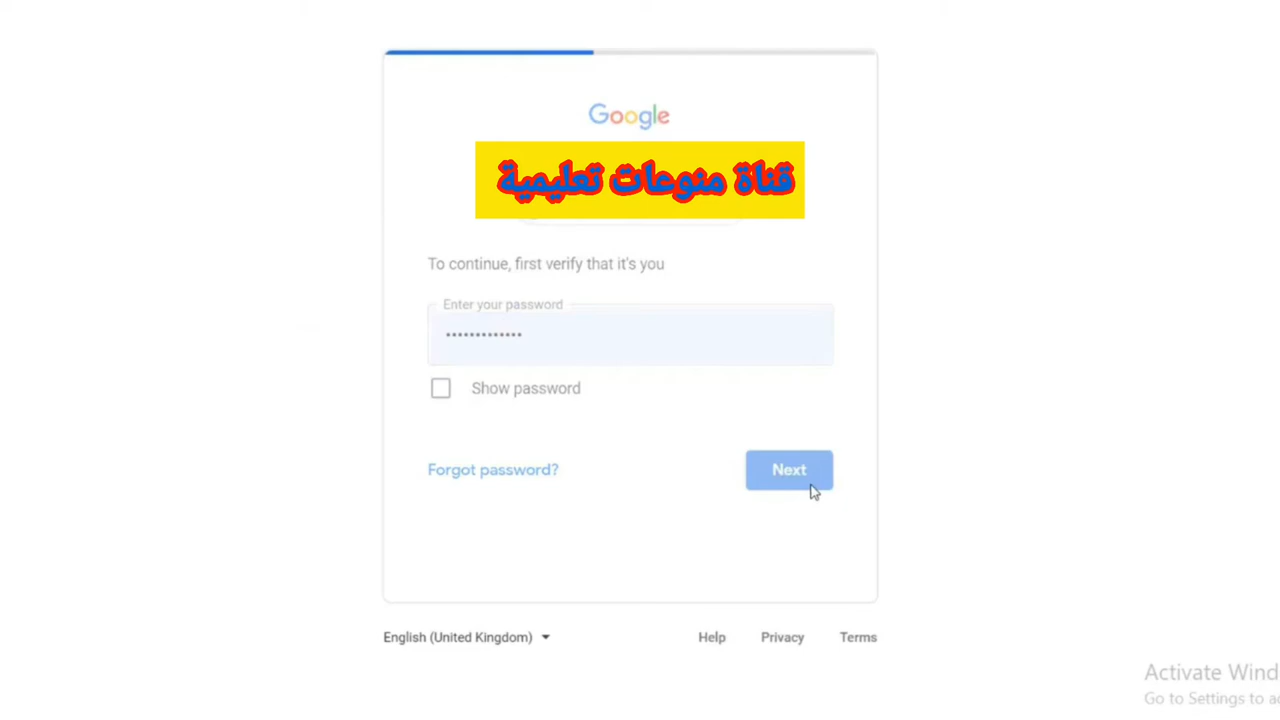 Google
قناة منوعات تعليمية
To continue, first verify that it's you
Enter your password
•••••••••••••
Show password
Forgot password?
Next
English (United Kingdom)
Help Privacy Terms
Activate Wind
Go to Settings to ac